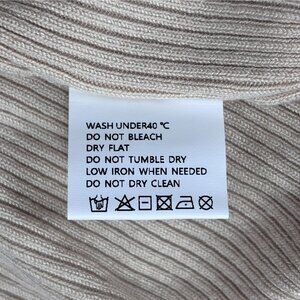 WASH UNDER40 °C
DO NOT BLEACH
DRY FLAT
DO NOT TUMBLE DRY
LOW IRON WHEN NEEDED
DO NOT DRY CLEAN